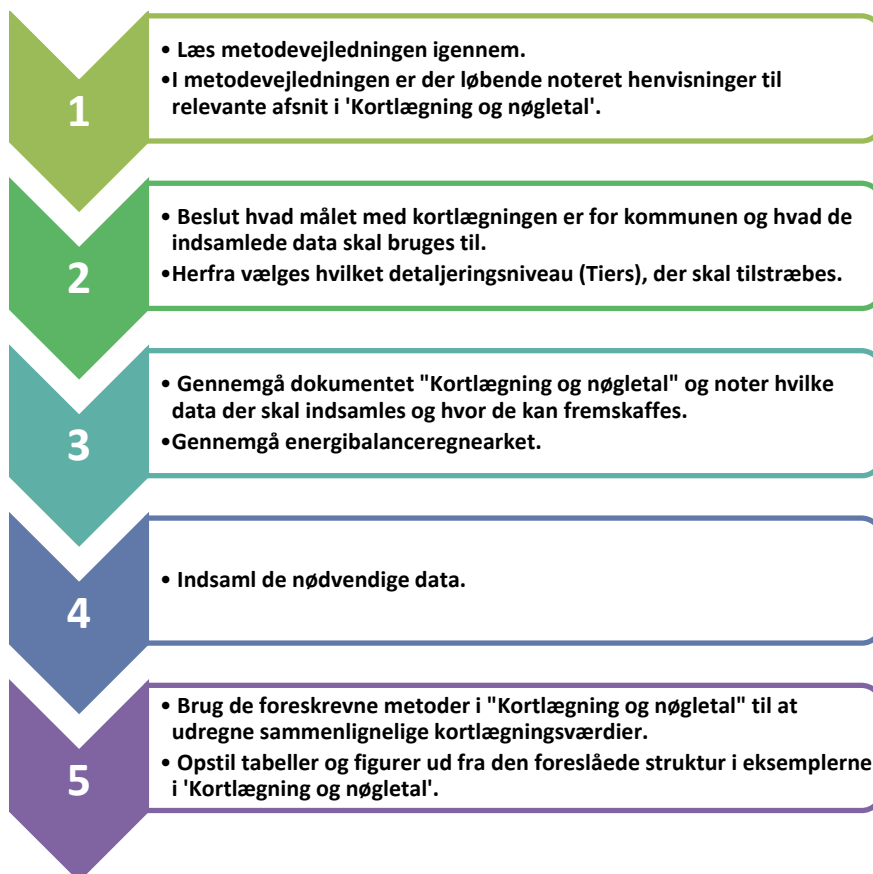 1
• Læs metodevejledningen igennem.
•I metodevejledningen er der løbende noteret henvisninger til
relevante afsnit i 'Kortlægning og nøgletal'.
2
• Beslut hvad målet med kortlægningen er for kommunen og hvad de
indsamlede data skal bruges til.
•Herfra vælges hvilket detaljeringsniveau (Tiers), der skal tilstræbes.
3
• Gennemgå dokumentet "Kortlægning og nøgletal" og noter hvilke
data der skal indsamles og hvor de kan fremskaffes.
•Gennemgå energibalanceregnearket.
4
• Indsaml de nødvendige data.
5
• Brug de foreskrevne metoder i "Kortlægning og nøgletal" til at
udregne sammenlignelige kortlægningsværdier.
• Opstil tabeller og figurer ud fra den foreslåede struktur i eksemplerne
i 'Kortlægning og nøgletal'.